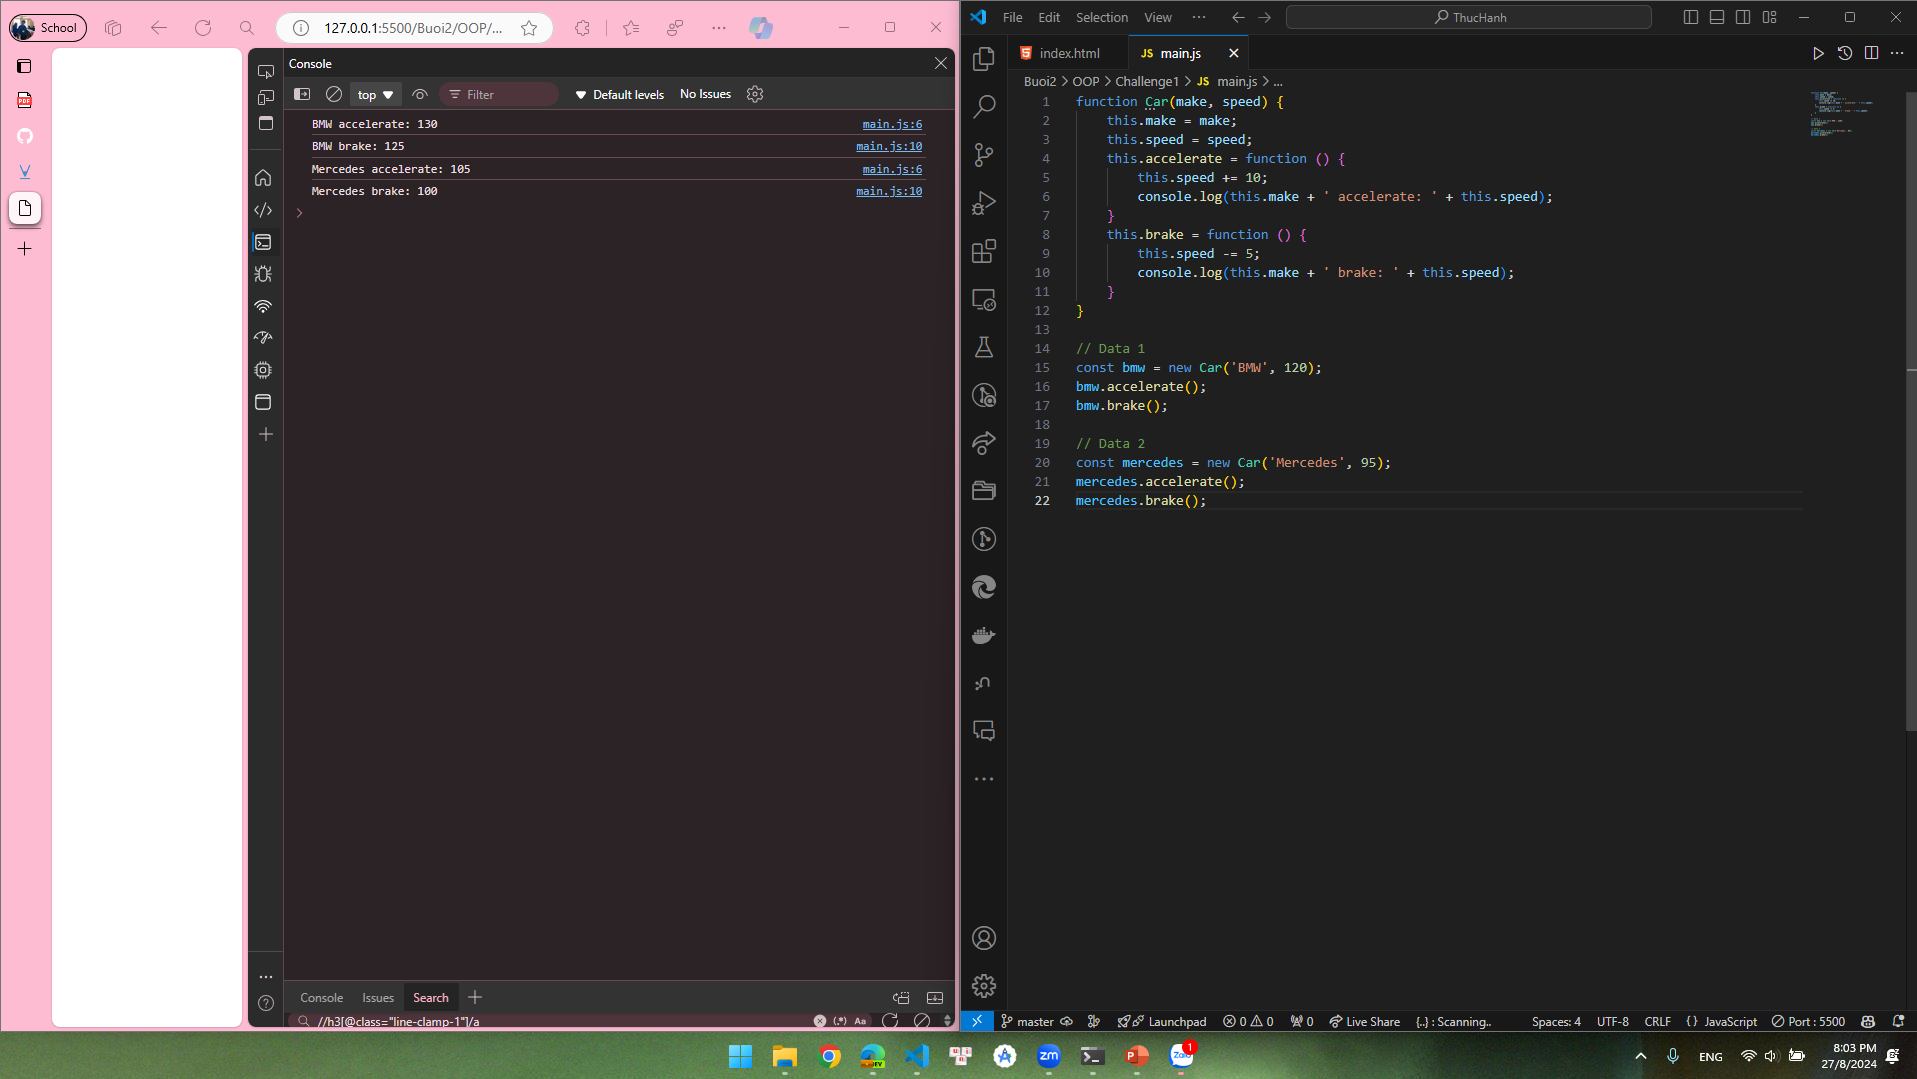 School
127.0.0.1:5500/Buoi2/OOP/...
Console
top
Filter
Default levels
No Issues
BMW accelerate: 130 main.js:6
BMW brake: 125 main.js:10
Mercedes accelerate: 105 main.js:6
Mercedes brake: 100 main.js:10
Console Issues Search
//h3[@class="line-clamp-1"]/a
File Edit Selection View
ThucHanh
index.html
JS main.js
Buoi2 > OOP > Challenge1 > JS main.js > ...
1 function Car(make, speed) {
2 this.make = make;
3 this.speed = speed;
4 this.accelerate = function () {
5 this.speed += 10;
6 console.log(this.make + ' accelerate: ' + this.speed);
7 }
8 this.brake = function () {
9 this.speed -= 5;
10 console.log(this.make + ' brake: ' + this.speed);
11 }
12 }
13
14 // Data 1
15 const bmw = new Car('BMW', 120);
16 bmw.accelerate();
17 bmw.brake();
18
19 // Data 2
20 const mercedes = new Car('Mercedes', 95);
21 mercedes.accelerate();
22 mercedes.brake();
master
Launchpad
0 0
0
Live Share
{..} : Scanning..
Spaces: 4
UTF-8
CRLF
{ } JavaScript
Port : 5500
ENG
8:03 PM
27/8/2024